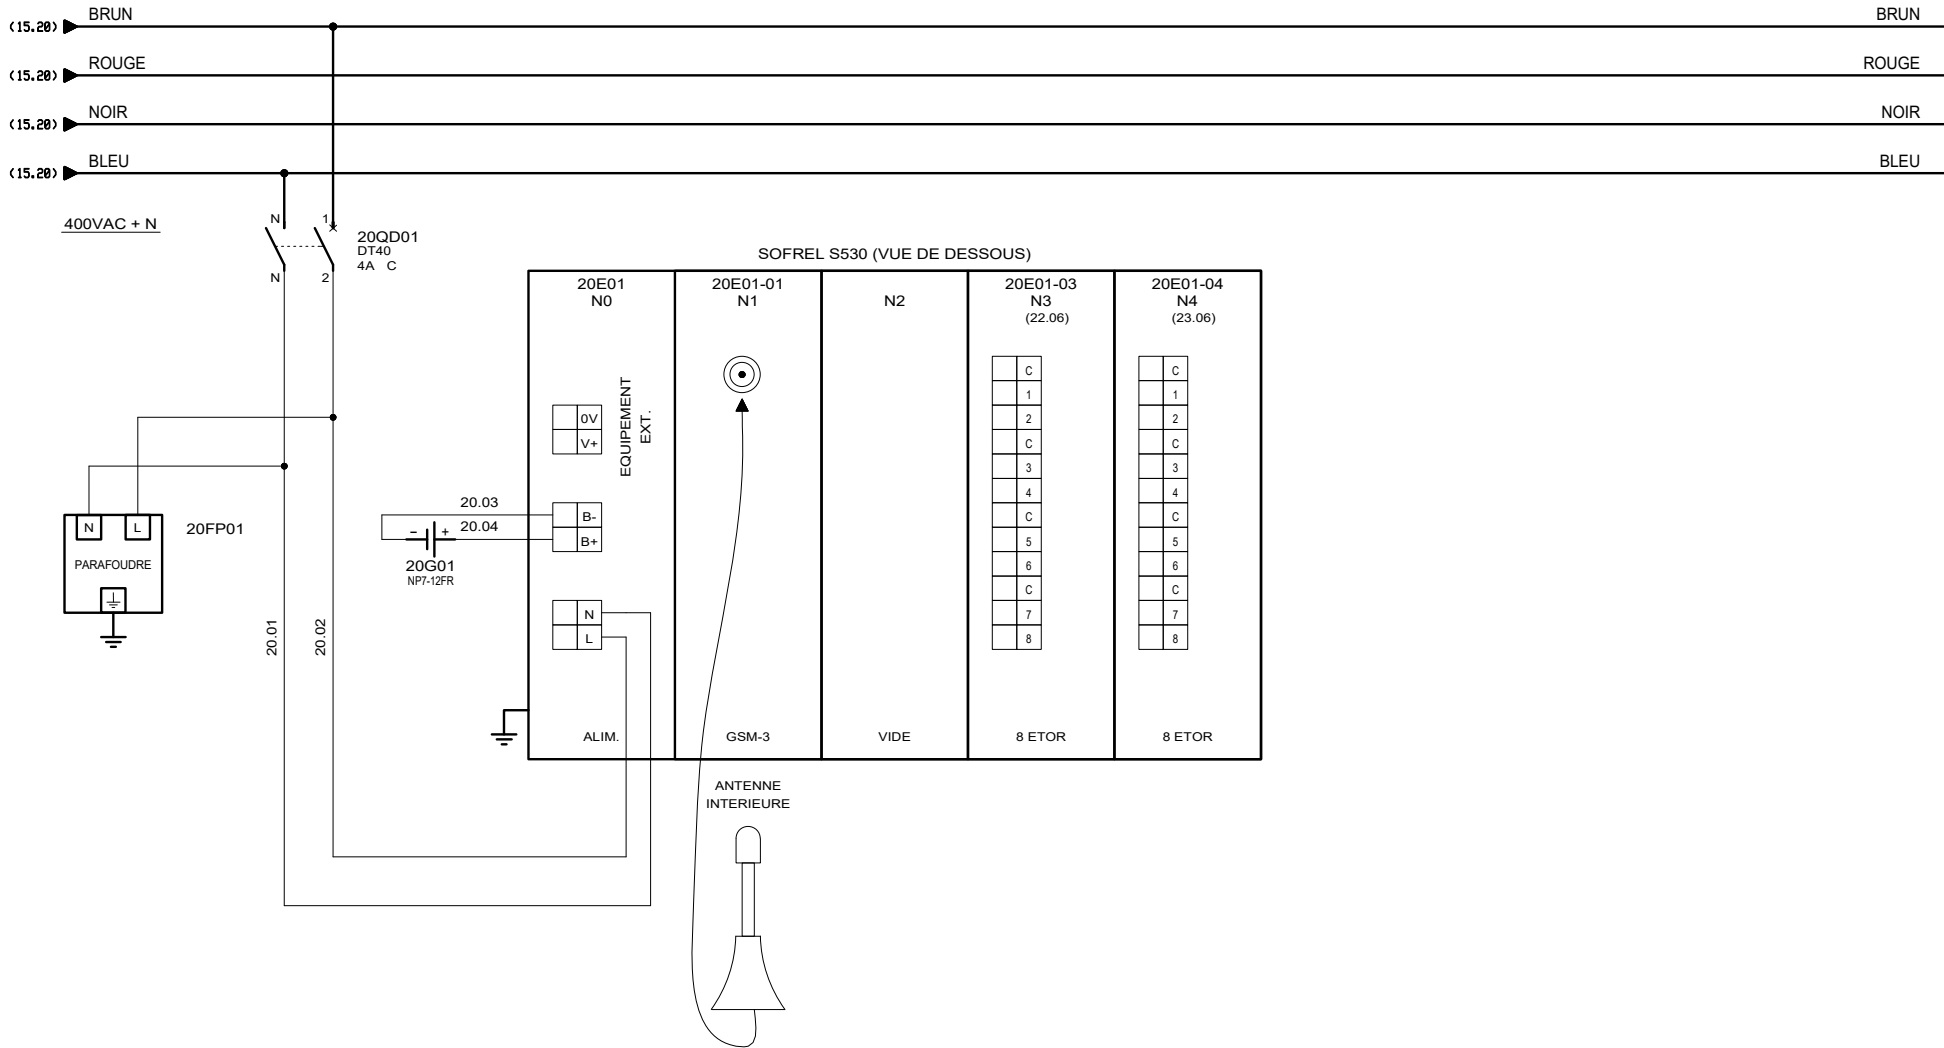 (15.20) BRUN BRUN
(15.20) ROUGE ROUGE
(15.20) NOIR NOIR
(15.20) BLEU BLEU
400VAC + N
N 1
20QD01
DT40
4A C
N 2
SOFREL S530 (VUE DE DESSOUS)
20E01
N0
0V
V+
EQUIPEMENT
EXT.
B-
B+
N
L
ALIM.
20E01-01
N1
GSM-3
N2
VIDE
20E01-03
N3
(22.06)
C
1
2
C
3
4
C
5
6
C
7
8
8 ETOR
20E01-04
N4
(23.06)
C
1
2
C
3
4
C
5
6
C
7
8
8 ETOR
20.03
20.04
- +
20G01
NP7-12FR
N L
20FP01
PARAFOUDRE
20.01
20.02
ANTENNE
INTERIEURE